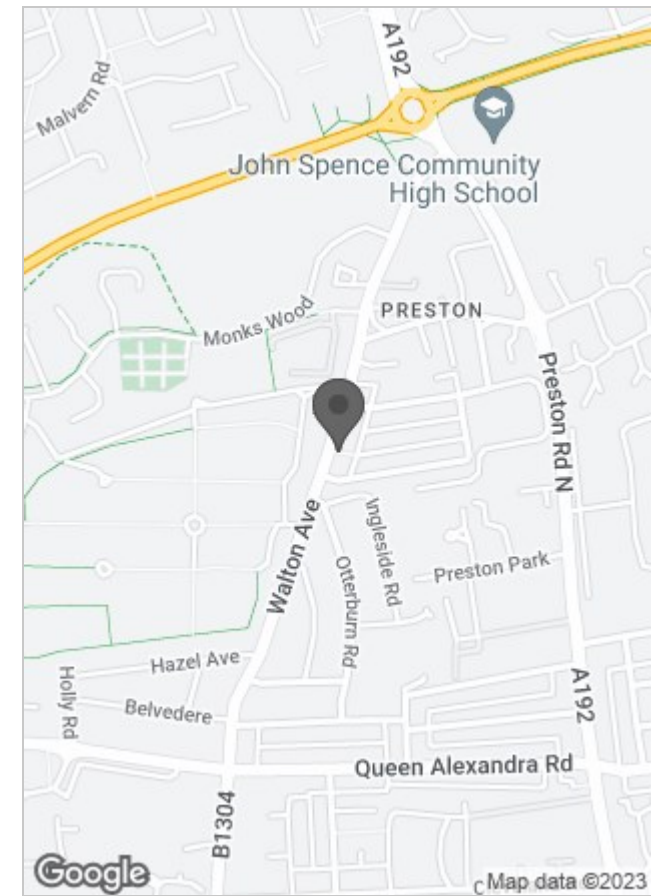 A192
Malvern Rd
John Spence Community
High School
Monks Wood
PRESTON
Preston Rd N
Walton Ave
Ingleside Rd
Otterburn Rd
Preston Park
Hazel Ave
Holly Rd
Belvedere
A192
Queen Alexandra Rd
B1304
Google
Map data ©2023